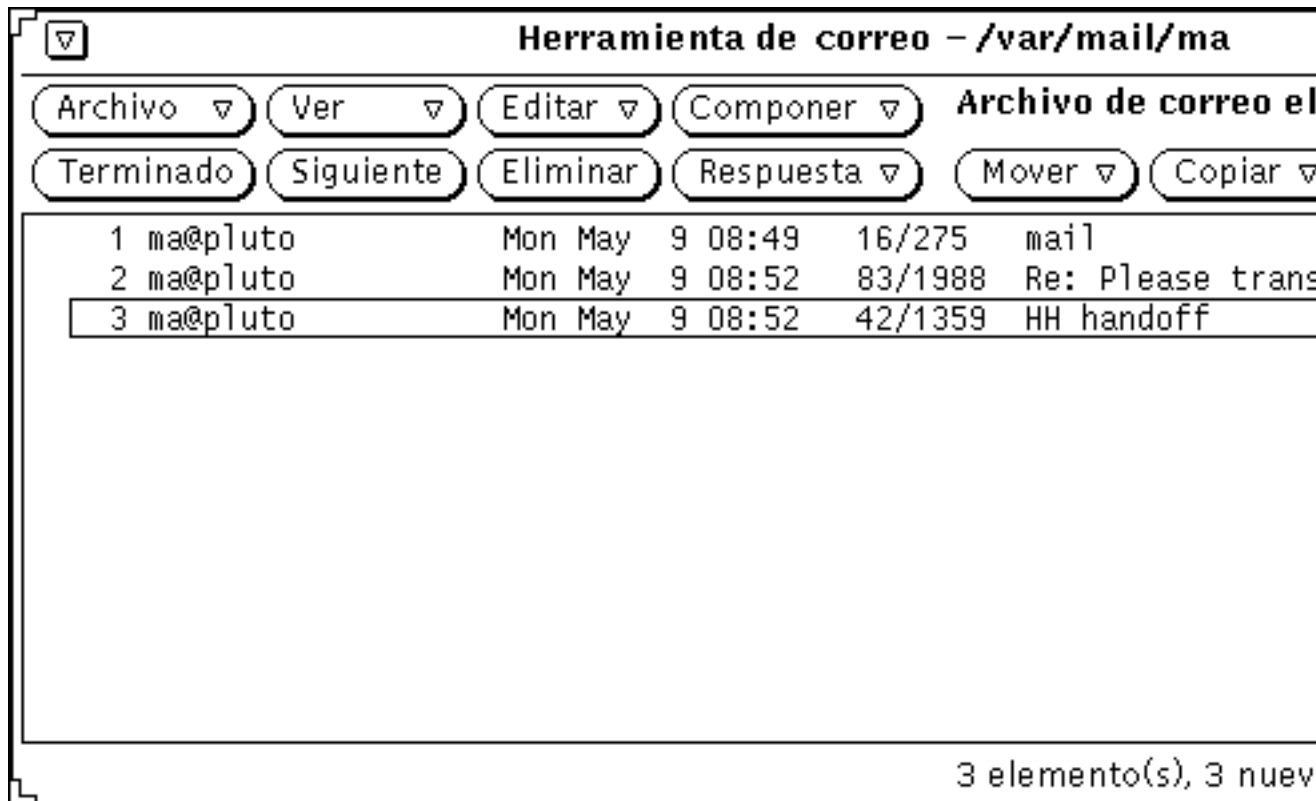 Herramienta de correo – /var/mail/ma
Archivo Ver Editar Componer Archivo de correo el
Terminado Siguiente Eliminar Respuesta Mover Copiar
1 ma@pluto Mon May 9 08:49 16/275 mail
2 ma@pluto Mon May 9 08:52 83/1988 Re: Please trans
3 ma@pluto Mon May 9 08:52 42/1359 HH handoff
3 elemento(s), 3 nuev